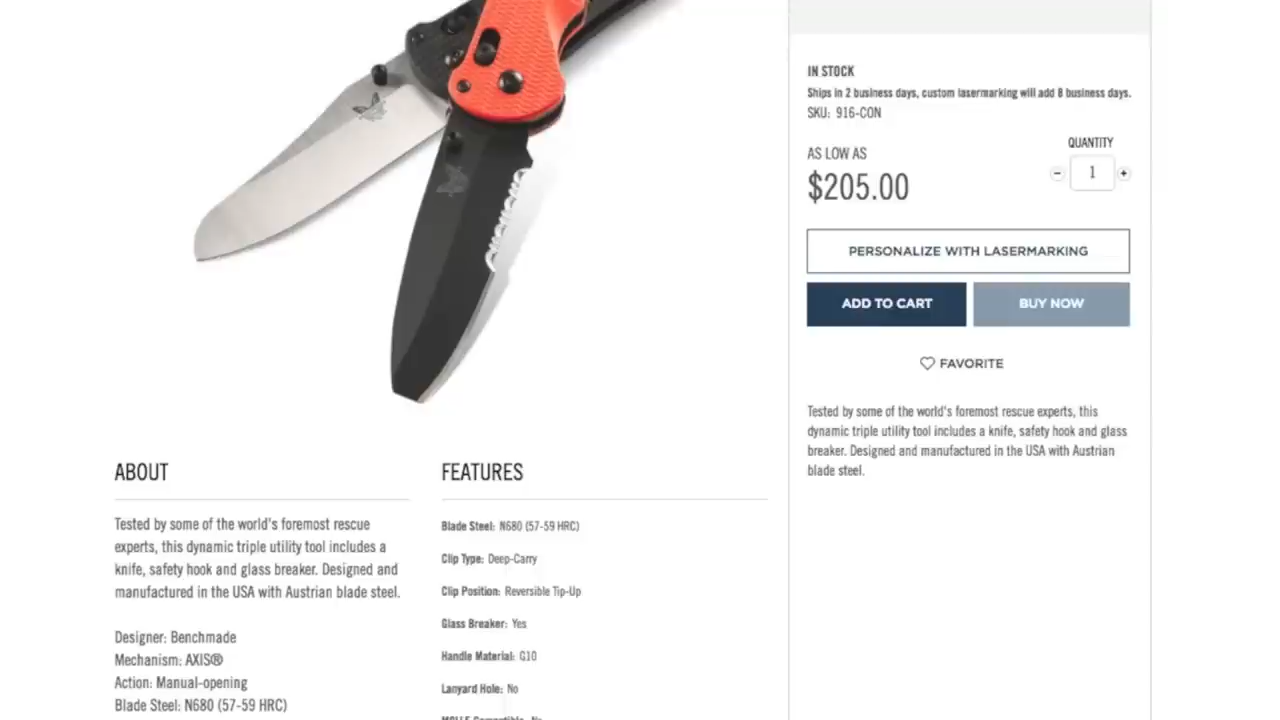 IN STOCK
Ships in 2 business days, custom lasermarking will add 8 business days.
SKU: 916-CON
QUANTITY
AS LOW AS
− 1 +
$205.00
PERSONALIZE WITH LASERMARKING
ADD TO CART
BUY NOW
FAVORITE
Tested by some of the world's foremost rescue experts, this
dynamic triple utility tool includes a knife, safety hook and glass
breaker. Designed and manufactured in the USA with Austrian
blade steel.
ABOUT
Tested by some of the world's foremost rescue
experts, this dynamic triple utility tool includes a
knife, safety hook and glass breaker. Designed and
manufactured in the USA with Austrian blade steel.
Designer: Benchmade
Mechanism: AXIS®
Action: Manual-opening
Blade Steel: N680 (57-59 HRC)
FEATURES
Blade Steel: N680 (57-59 HRC)
Clip Type: Deep-Carry
Clip Position: Reversible Tip-Up
Glass Breaker: Yes
Handle Material: G10
Lanyard Hole: No
MOLLE Compatible: No